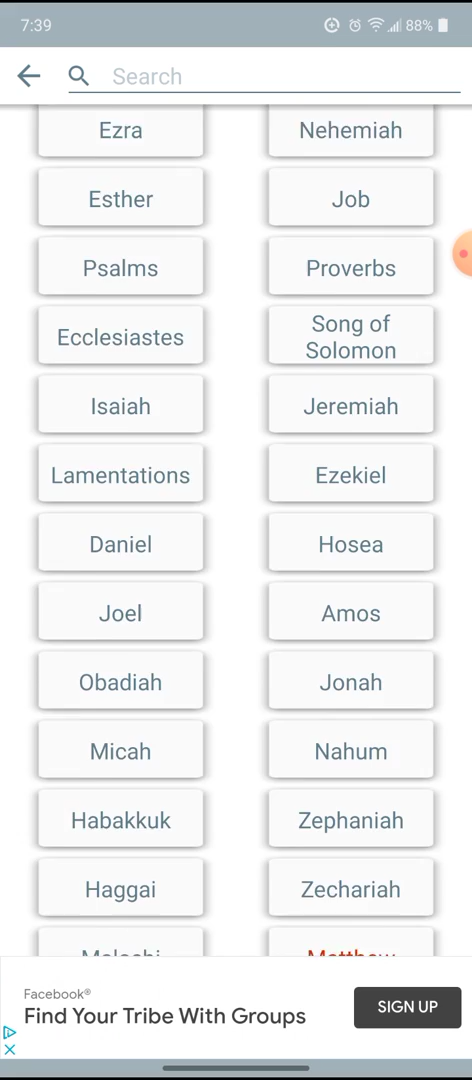 7:39
88%
Search
Ezra
Nehemiah
Esther
Job
Psalms
Proverbs
Ecclesiastes
Song of
Solomon
Isaiah
Jeremiah
Lamentations
Ezekiel
Daniel
Hosea
Joel
Amos
Obadiah
Jonah
Micah
Nahum
Habakkuk
Zephaniah
Haggai
Zechariah
Malachi
Matthew
Facebook®
Find Your Tribe With Groups
SIGN UP